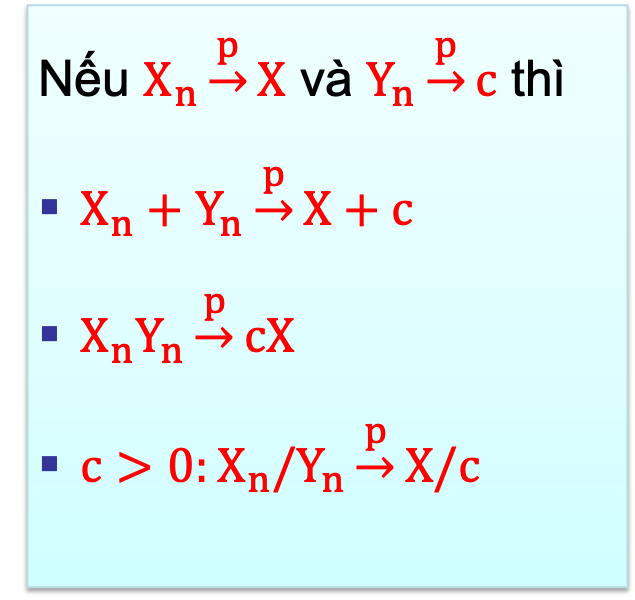 Nếu Xₙ →ᵖ X và Yₙ →ᵖ c thì
▪ Xₙ + Yₙ →ᵖ X + c
▪ XₙYₙ →ᵖ cX
▪ c > 0: Xₙ/Yₙ →ᵖ X/c